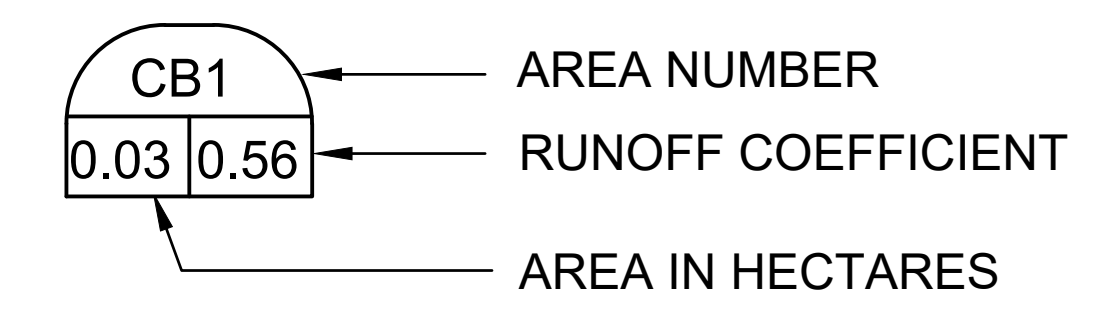 CB1
AREA NUMBER
0.03 0.56
RUNOFF COEFFICIENT
AREA IN HECTARES